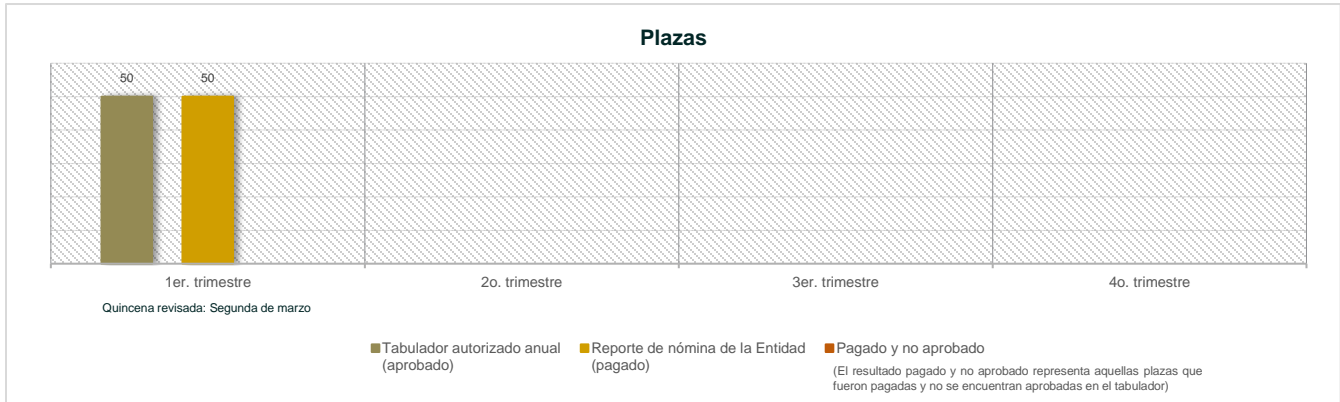 Plazas
50 50
1er. trimestre 2o. trimestre 3er. trimestre 4o. trimestre
Quincena revisada: Segunda de marzo
Tabulador autorizado anual (aprobado)
Reporte de nómina de la Entidad (pagado)
Pagado y no aprobado
(El resultado pagado y no aprobado representa aquellas plazas que
fueron pagadas y no se encuentran aprobadas en el tabulador)